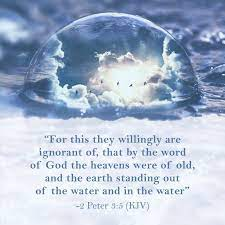 “For this they willingly are
ignorant of, that by the word
of God the heavens were of old,
and the earth standing out
of the water and in the water”
–2 Peter 3:5 (KJV)